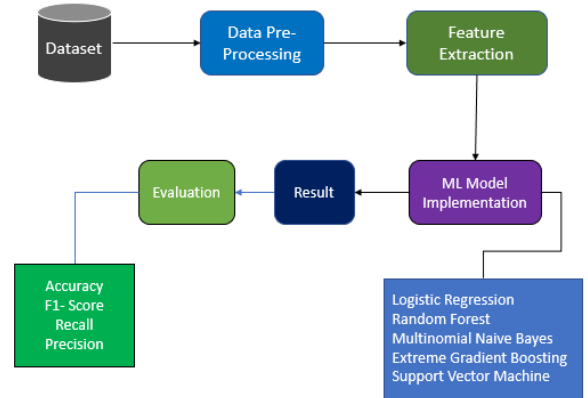 Dataset
Data Pre-
Processing
Feature
Extraction
Evaluation
Result
ML Model
Implementation
Accuracy
F1- Score
Recall
Precision
Logistic Regression
Random Forest
Multinomial Naive Bayes
Extreme Gradient Boosting
Support Vector Machine